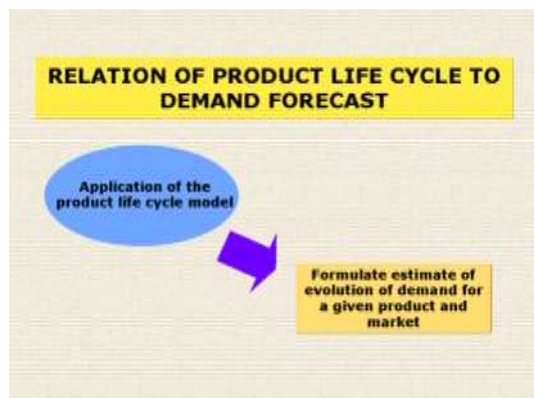 RELATION OF PRODUCT LIFE CYCLE TO
DEMAND FORECAST
Application of the
product life cycle model
Formulate estimate of
evolution of demand for
a given product and
market